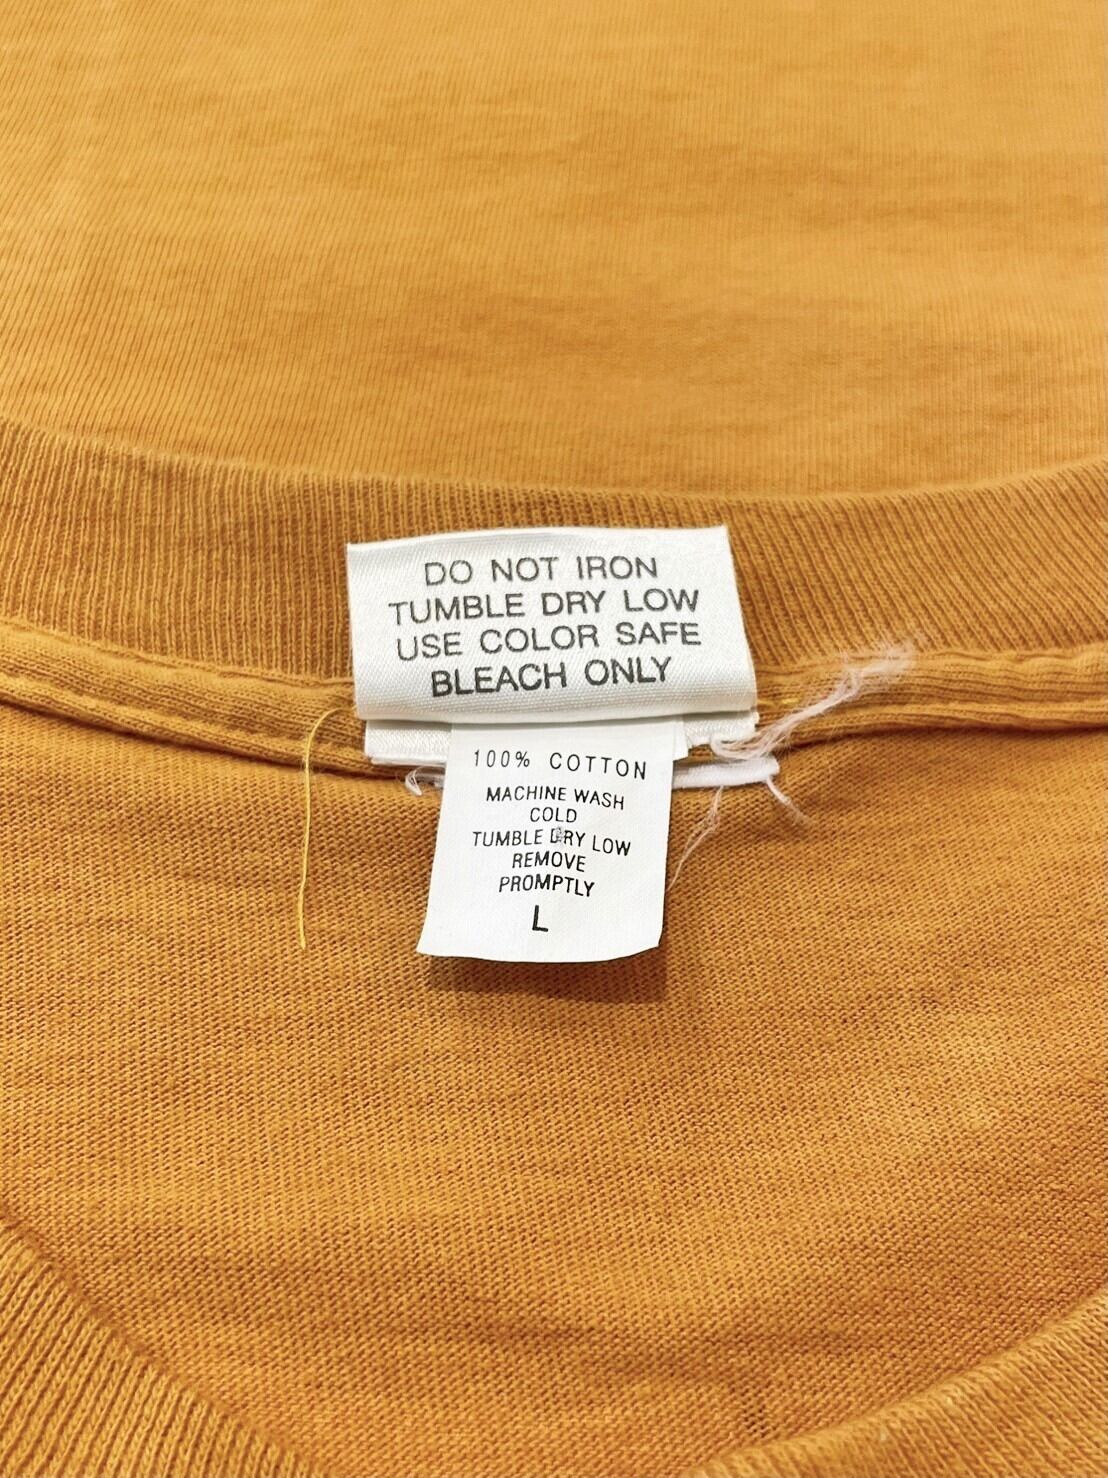 DO NOT IRON
TUMBLE DRY LOW
USE COLOR SAFE
BLEACH ONLY
100% COTTON
MACHINE WASH
COLD
TUMBLE DRY LOW
REMOVE
PROMPTLY
L